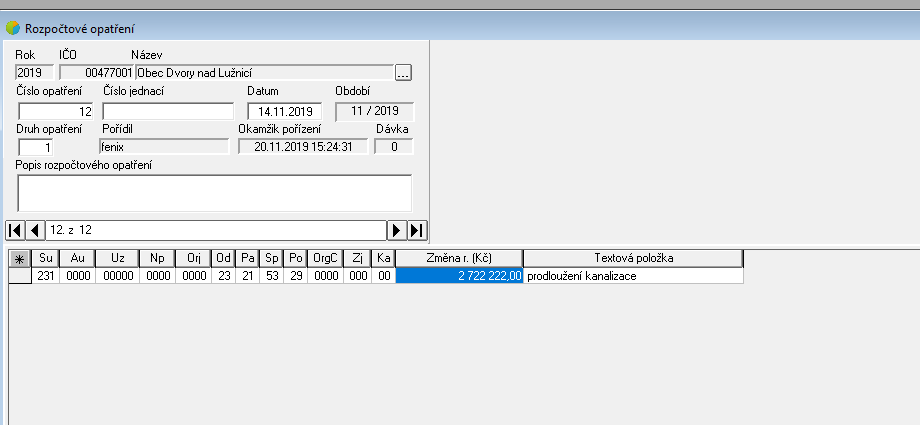 Rozpočtové opatření
Rok IČO Název
2019 00477001 Obec Dvory nad Lužnicí ...
Číslo opatření Číslo jednací Datum Období
12 14.11.2019 11 / 2019
Druh opatření Pořídil Okamžik pořízení Dávka
1 fenix 20.11.2019 15:24:31 0
Popis rozpočtového opatření
12. z 12
Su Au Uz Np Orj Od Pa Sp Po OrgC Zj Ka Změna r. (Kč) Textová položka
231 0000 00000 0000 0000 23 21 53 29 0000 000 00 2 722 222,00 prodloužení kanalizace